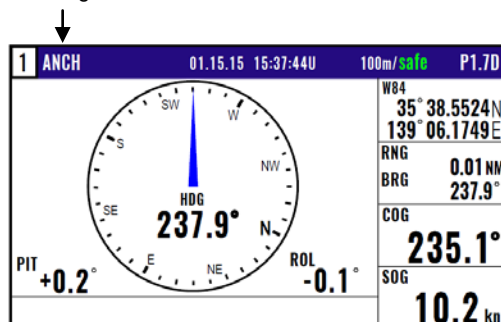 1 ANCH 01.15.15 15:37:44U 100m/safe P1.7D
W84
35°38.5524N
139°06.1749E
RNG 0.01 NM
BRG 237.9°
COG
235.1°
SOG
10.2 kn
SW
W
S
NW
HDG
237.9°
SE
N
E
NE
PIT
+0.2°
ROL
-0.1°